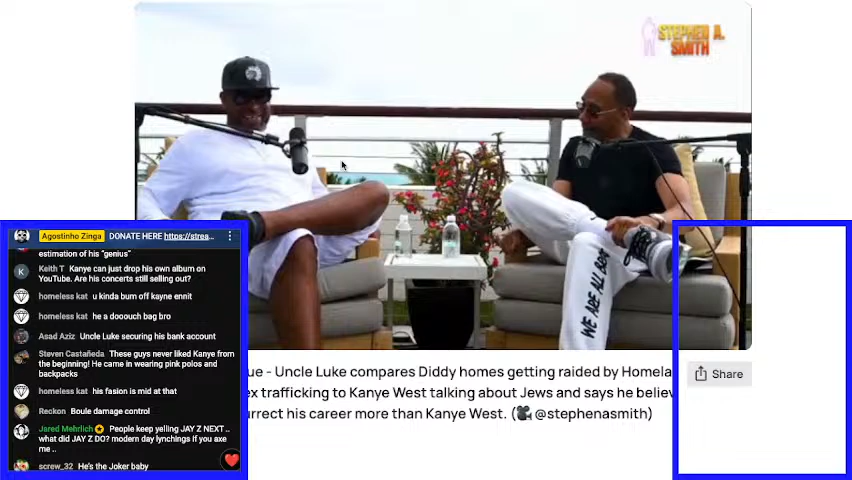 STEPHEN A.
SMITH
WE ARE ALL
Agostinho Zinga DONATE HERE https://strea...
estimation of his "genius"
Keith T Kanye can just drop his own album on
YouTube. Are his concerts still selling out?
homeless kat u kinda bum off kayne ennit
homeless kat he a dooouch bag bro
Asad Aziz Uncle Luke securing his bank account
Steven Castañeda These guys never liked Kanye from
the beginning! He came in wearing pink polos and
backpacks
homeless kat his fasion is mid at that
Reckon Boule damage control
Jared Mehrlich People keep yelling JAY Z NEXT ..
what did JAY Z DO? modern day lynchings if you axe
me ..
screw_32 He's the Joker baby
ue - Uncle Luke compares Diddy homes getting raided by Homela
ex trafficking to Kanye West talking about Jews and says he believ
urrect his career more than Kanye West. (🎥 @stephenasmith)
Share